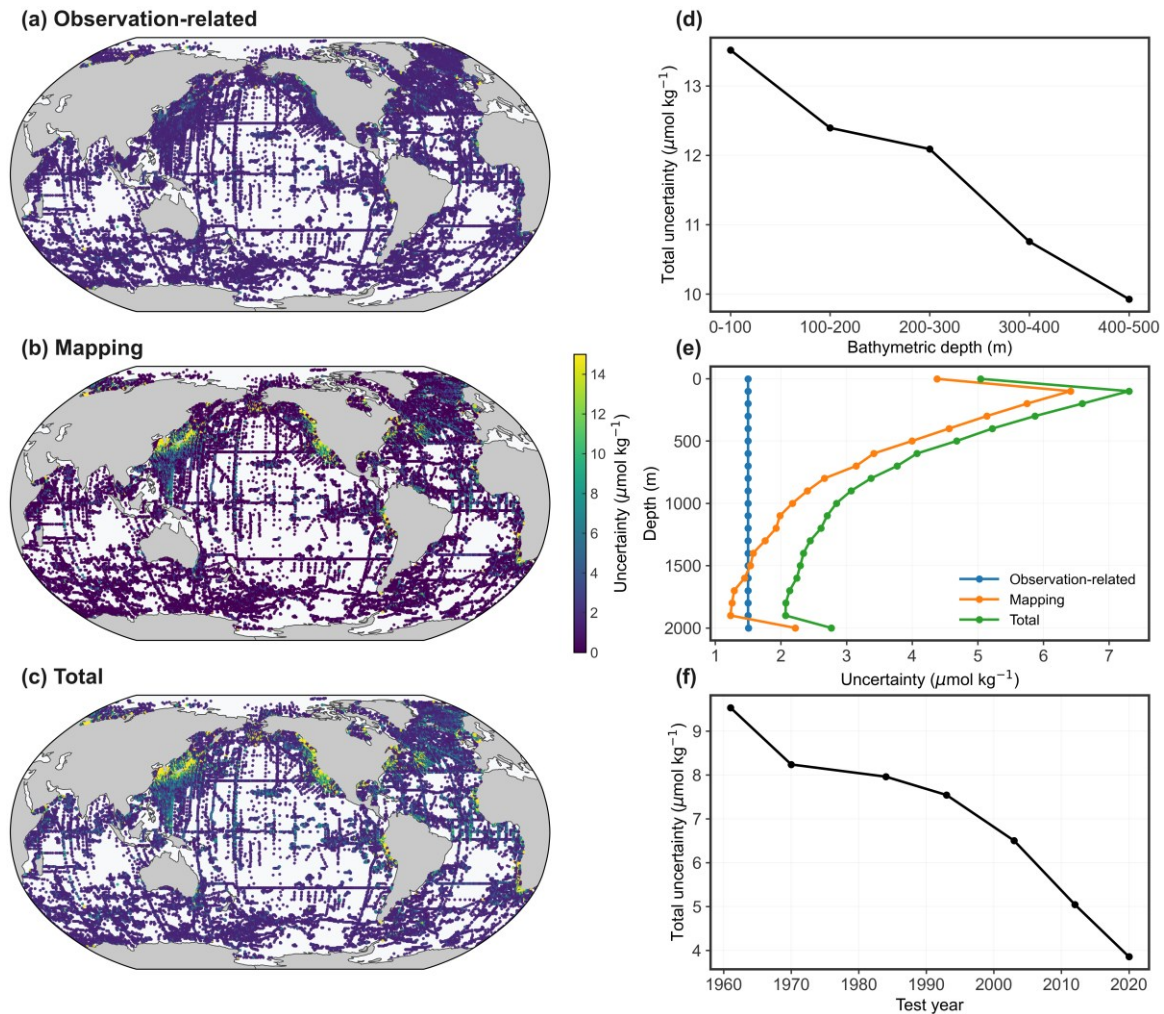 (a) Observation-related
(b) Mapping
(c) Total
14
12
10
8
6
4
2
0
Uncertainty (μmol kg⁻¹)
(d)
13
12
11
10
Total uncertainty (μmol kg⁻¹)
0-100 100-200 200-300 300-400 400-500
Bathymetric depth (m)
(e)
0
500
1000
1500
2000
Depth (m)
Observation-related
Mapping
Total
1 2 3 4 5 6 7
Uncertainty (μmol kg⁻¹)
(f)
9
8
7
6
5
4
Total uncertainty (μmol kg⁻¹)
1960 1970 1980 1990 2000 2010 2020
Test year